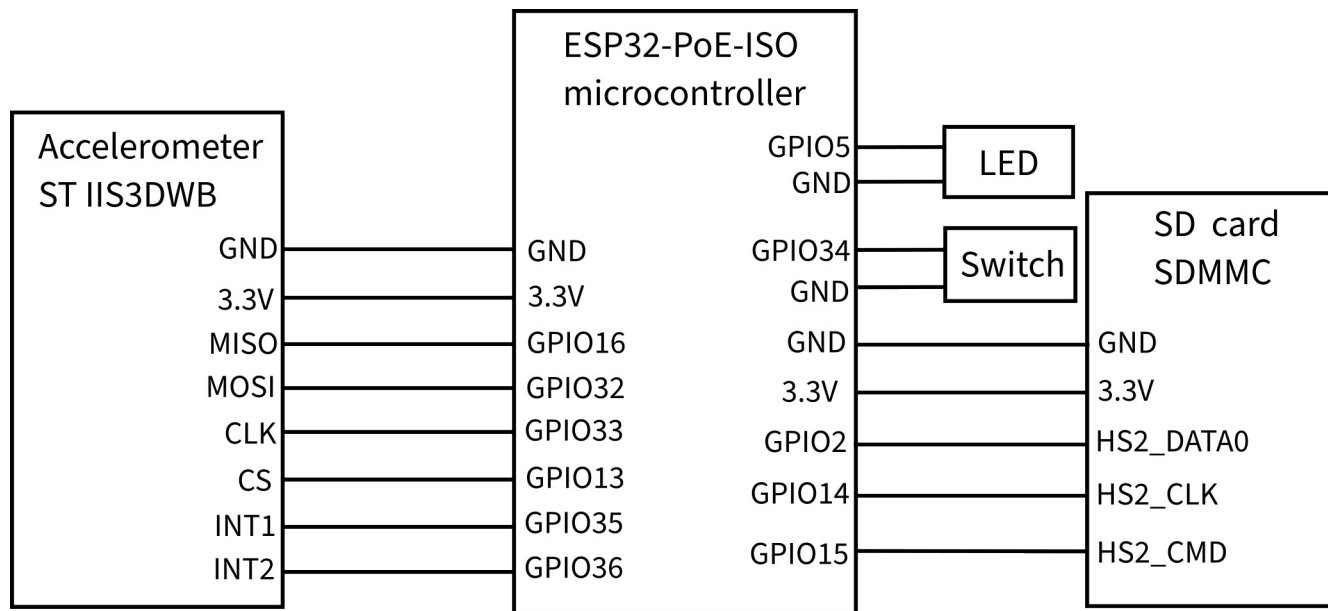 ESP32-PoE-ISO
microcontroller
Accelerometer
ST IIS3DWB
GND
3.3V
MISO
MOSI
CLK
CS
INT1
INT2
GND
3.3V
GPIO16
GPIO32
GPIO33
GPIO13
GPIO35
GPIO36
GPIO5
GND
GPIO34
GND
GND
3.3V
GPIO2
GPIO14
GPIO15
LED
Switch
SD card
SDMMC
GND
3.3V
HS2_DATA0
HS2_CLK
HS2_CMD